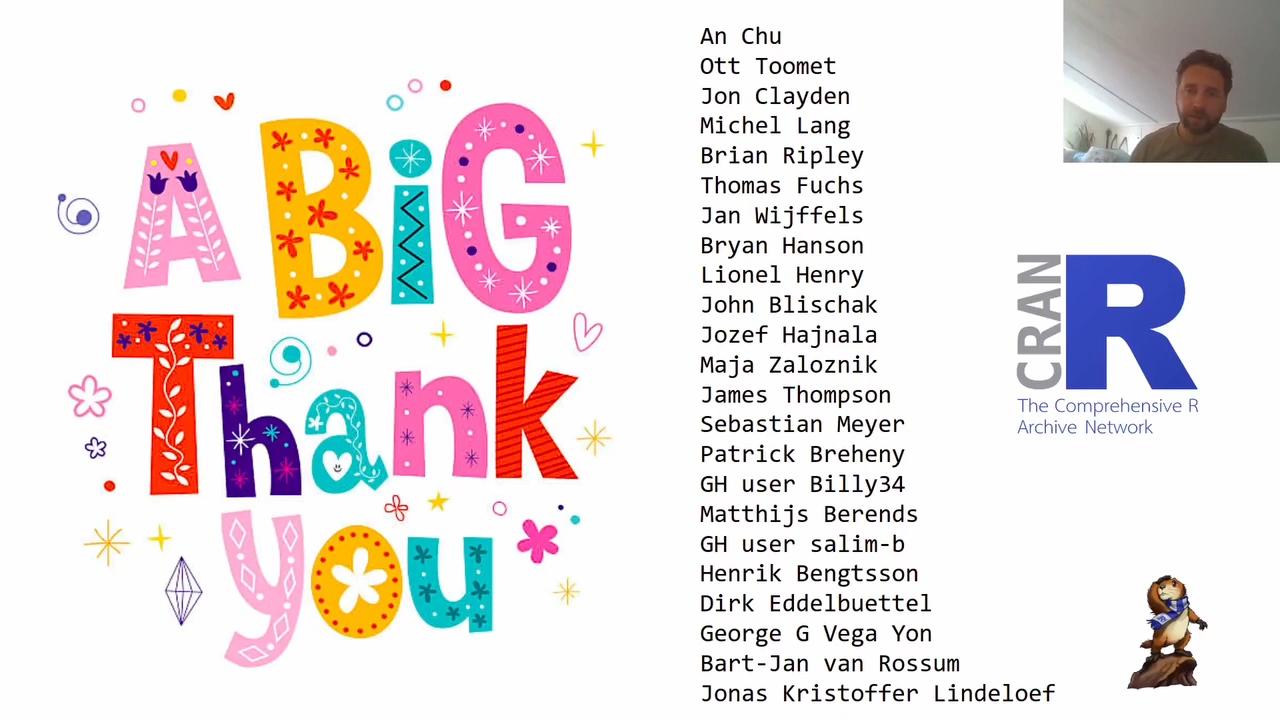 A BiG
Thank
you
An Chu
Ott Toomet
Jon Clayden
Michel Lang
Brian Ripley
Thomas Fuchs
Jan Wijffels
Bryan Hanson
Lionel Henry
John Blischak
Jozef Hajnala
Maja Zaloznik
James Thompson
Sebastian Meyer
Patrick Breheny
GH user Billy34
Matthijs Berends
GH user salim-b
Henrik Bengtsson
Dirk Eddelbuettel
George G Vega Yon
Bart-Jan van Rossum
Jonas Kristoffer Lindeloef
CRAN
R
The Comprehensive R
Archive Network